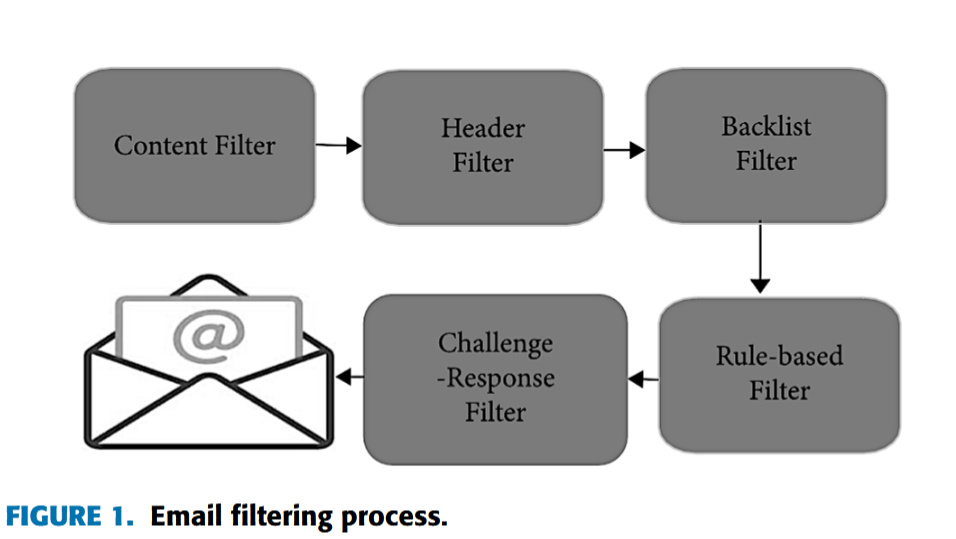 Content Filter
Header
Filter
Backlist
Filter
@
Challenge
-Response
Filter
Rule-based
Filter
FIGURE 1. Email filtering process.